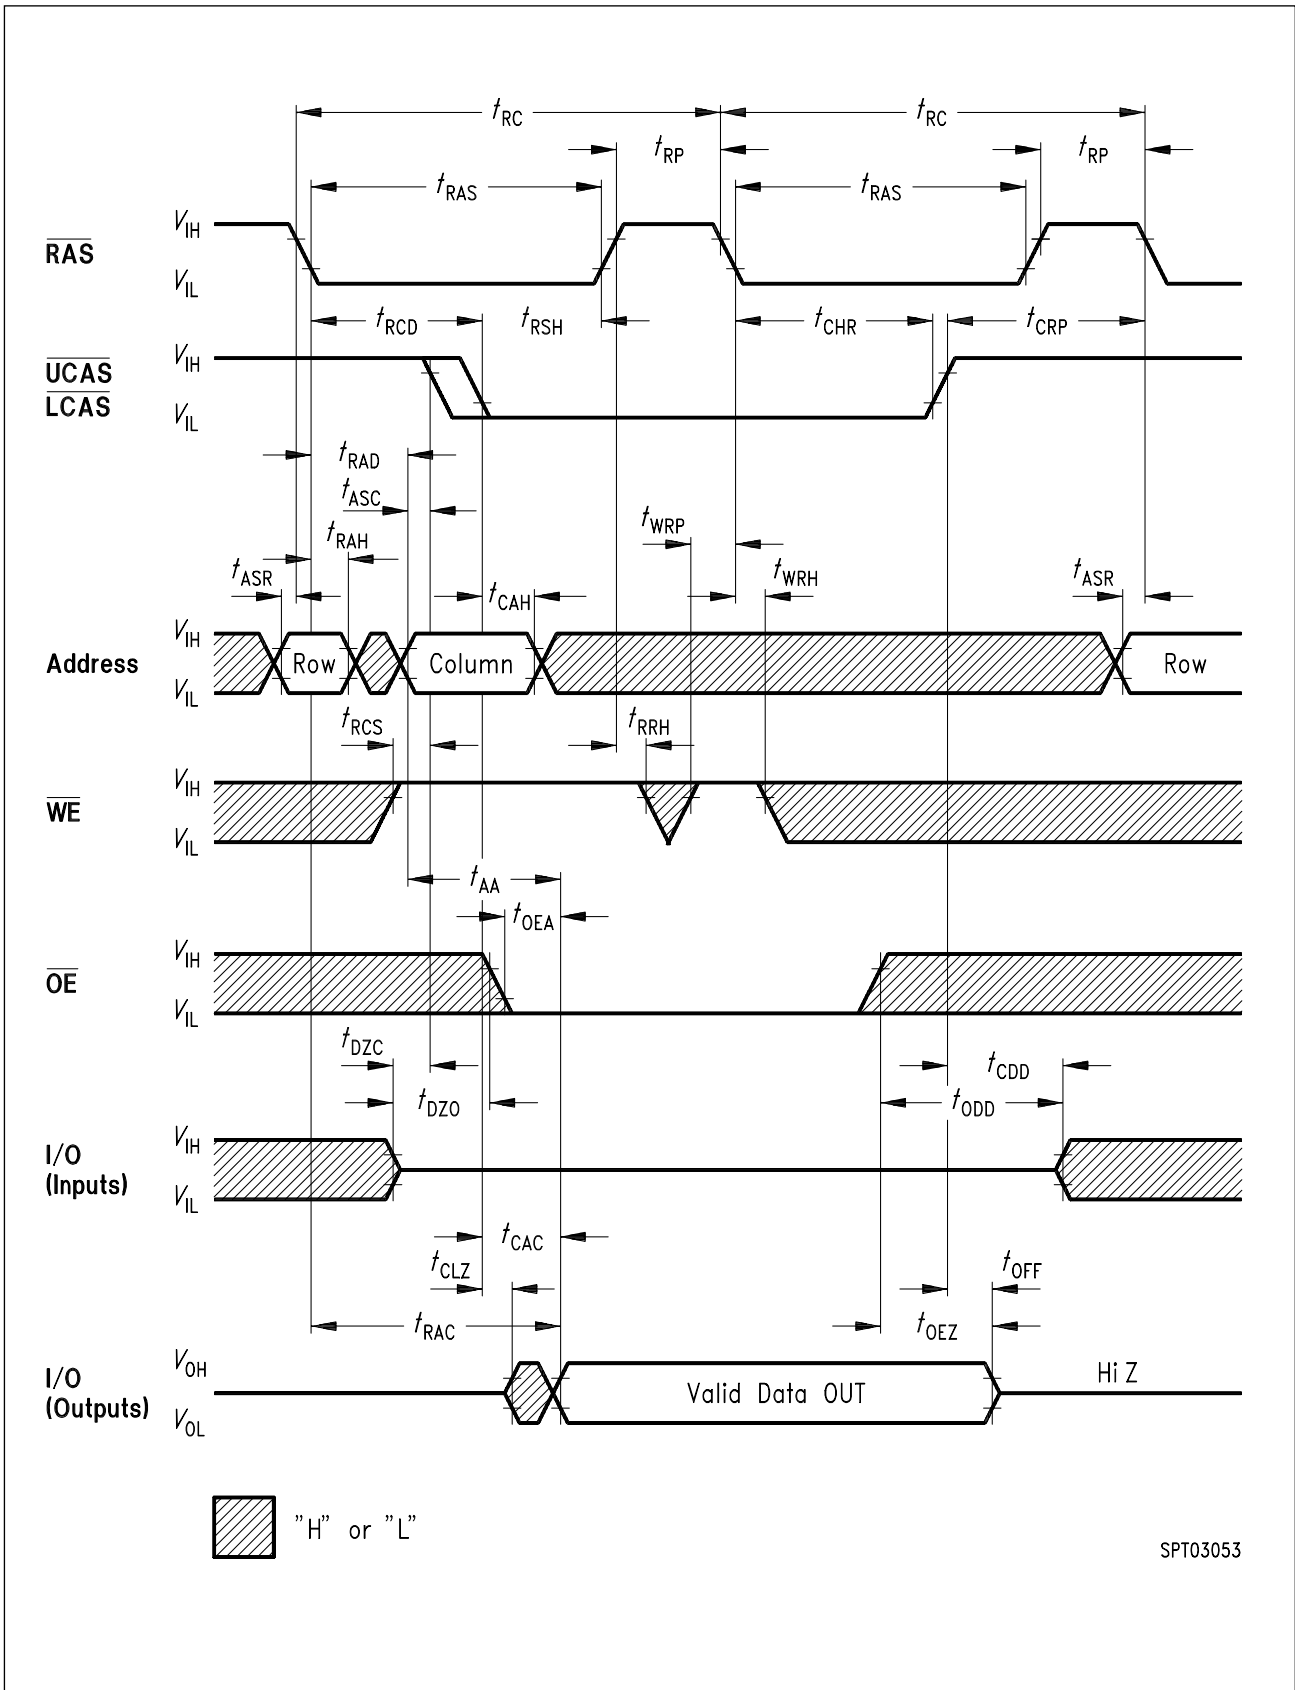 tRC tRC
tRP tRP
tRAS tRAS
RAS VIH
VIL
tRCD tRSH tCHR tCRP
UCAS VIH
LCAS VIL
tRAD
tASC
tWRP
tRAH
tASR tCAH tWRH tASR
Address VIH Row Column Row
VIL
tRCS tRRH
WE VIH
VIL
tAA
tOEA
OE VIH
VIL
tDZC tCDD
tDZO tODD
I/O VIH
(Inputs) VIL
tCAC
tCLZ tOFF
tRAC tOEZ
I/O VOH Valid Data OUT Hi Z
(Outputs) VOL
"H" or "L"
SPT03053